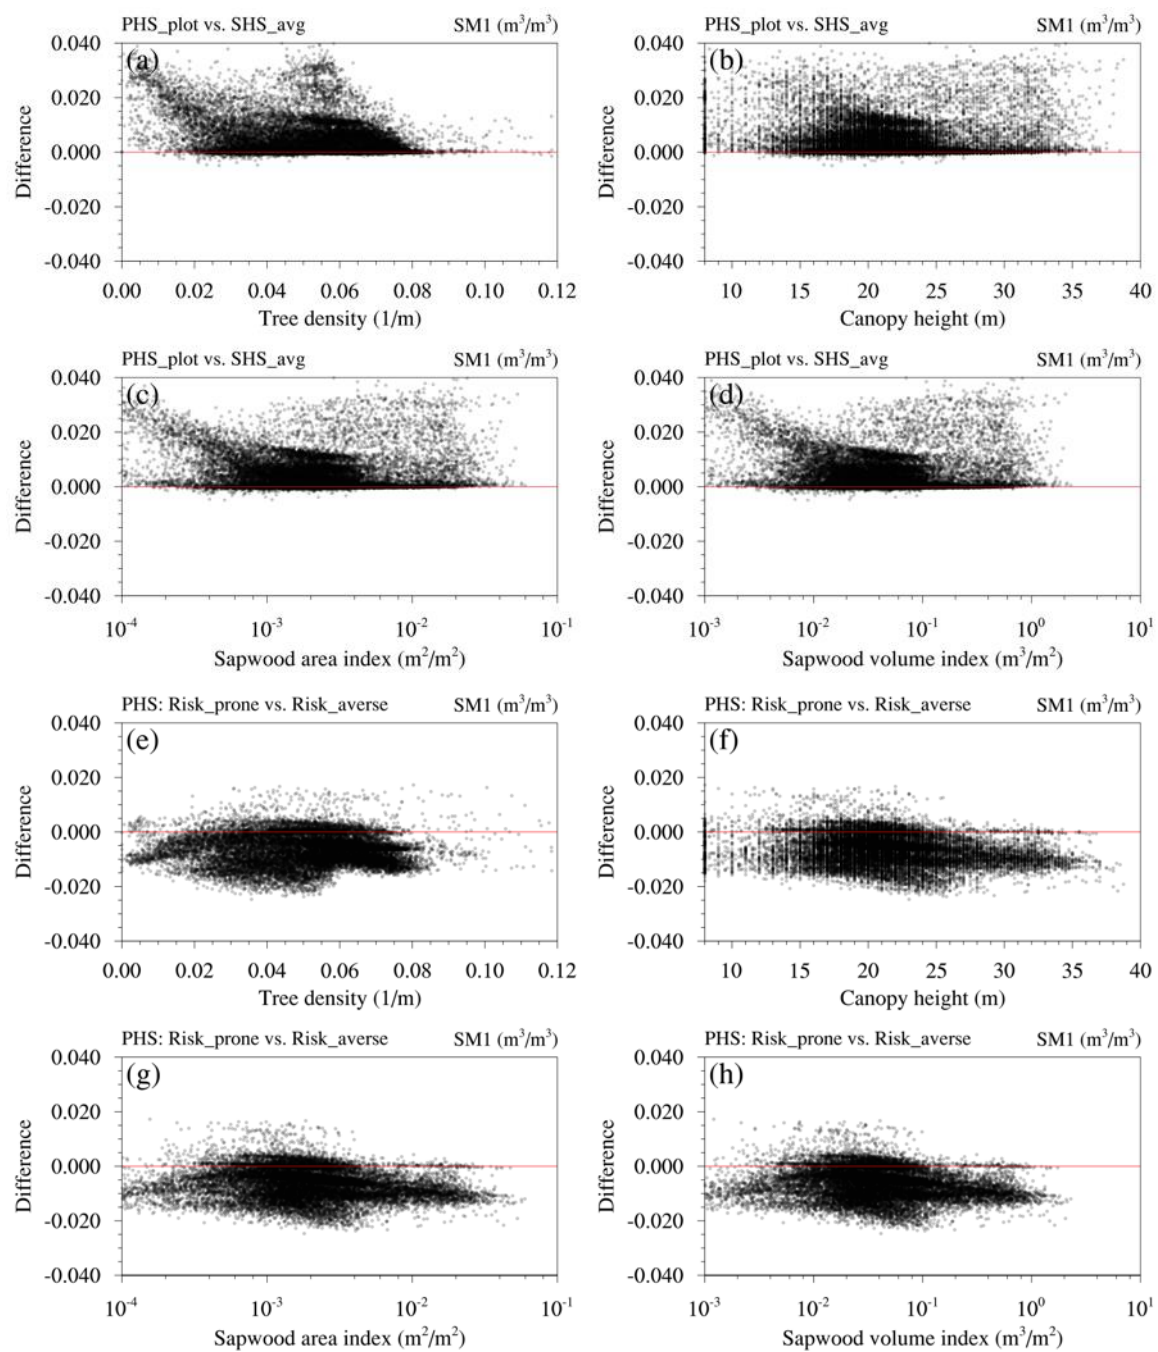 PHS_plot vs. SHS_avg SM1 (m³/m³)
(a)
0.040
0.020
0.000
-0.020
-0.040
Difference
0.00 0.02 0.04 0.06 0.08 0.10 0.12
Tree density (1/m)
PHS_plot vs. SHS_avg SM1 (m³/m³)
(b)
0.040
0.020
0.000
-0.020
-0.040
Difference
10 15 20 25 30 35 40
Canopy height (m)
PHS_plot vs. SHS_avg SM1 (m³/m³)
(c)
0.040
0.020
0.000
-0.020
-0.040
Difference
10⁻⁴ 10⁻³ 10⁻² 10⁻¹
Sapwood area index (m²/m²)
PHS_plot vs. SHS_avg SM1 (m³/m³)
(d)
0.040
0.020
0.000
-0.020
-0.040
Difference
10⁻³ 10⁻² 10⁻¹ 10⁰ 10¹
Sapwood volume index (m³/m²)
PHS: Risk_prone vs. Risk_averse SM1 (m³/m³)
(e)
0.040
0.020
0.000
-0.020
-0.040
Difference
0.00 0.02 0.04 0.06 0.08 0.10 0.12
Tree density (1/m)
PHS: Risk_prone vs. Risk_averse SM1 (m³/m³)
(f)
0.040
0.020
0.000
-0.020
-0.040
Difference
10 15 20 25 30 35 40
Canopy height (m)
PHS: Risk_prone vs. Risk_averse SM1 (m³/m³)
(g)
0.040
0.020
0.000
-0.020
-0.040
Difference
10⁻⁴ 10⁻³ 10⁻² 10⁻¹
Sapwood area index (m²/m²)
PHS: Risk_prone vs. Risk_averse SM1 (m³/m³)
(h)
0.040
0.020
0.000
-0.020
-0.040
Difference
10⁻³ 10⁻² 10⁻¹ 10⁰ 10¹
Sapwood volume index (m³/m²)